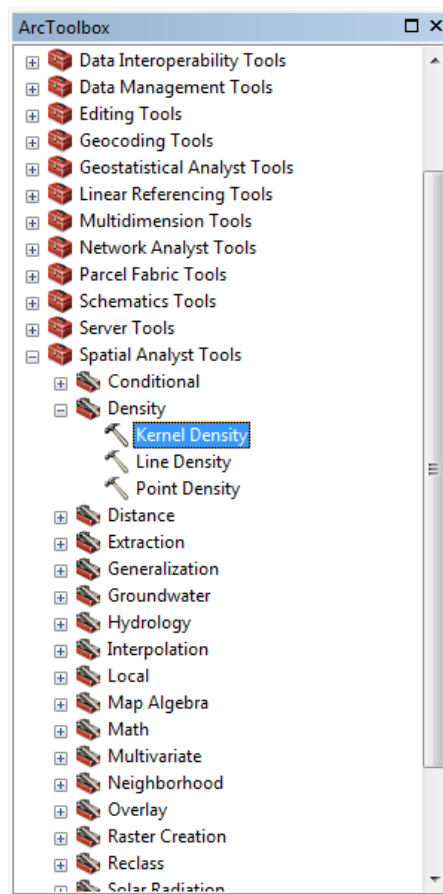 ArcToolbox
Data Interoperability Tools
Data Management Tools
Editing Tools
Geocoding Tools
Geostatistical Analyst Tools
Linear Referencing Tools
Multidimension Tools
Network Analyst Tools
Parcel Fabric Tools
Schematics Tools
Server Tools
Spatial Analyst Tools
Conditional
Density
Kernel Density
Line Density
Point Density
Distance
Extraction
Generalization
Groundwater
Hydrology
Interpolation
Local
Map Algebra
Math
Multivariate
Neighborhood
Overlay
Raster Creation
Reclass
Solar Radiation